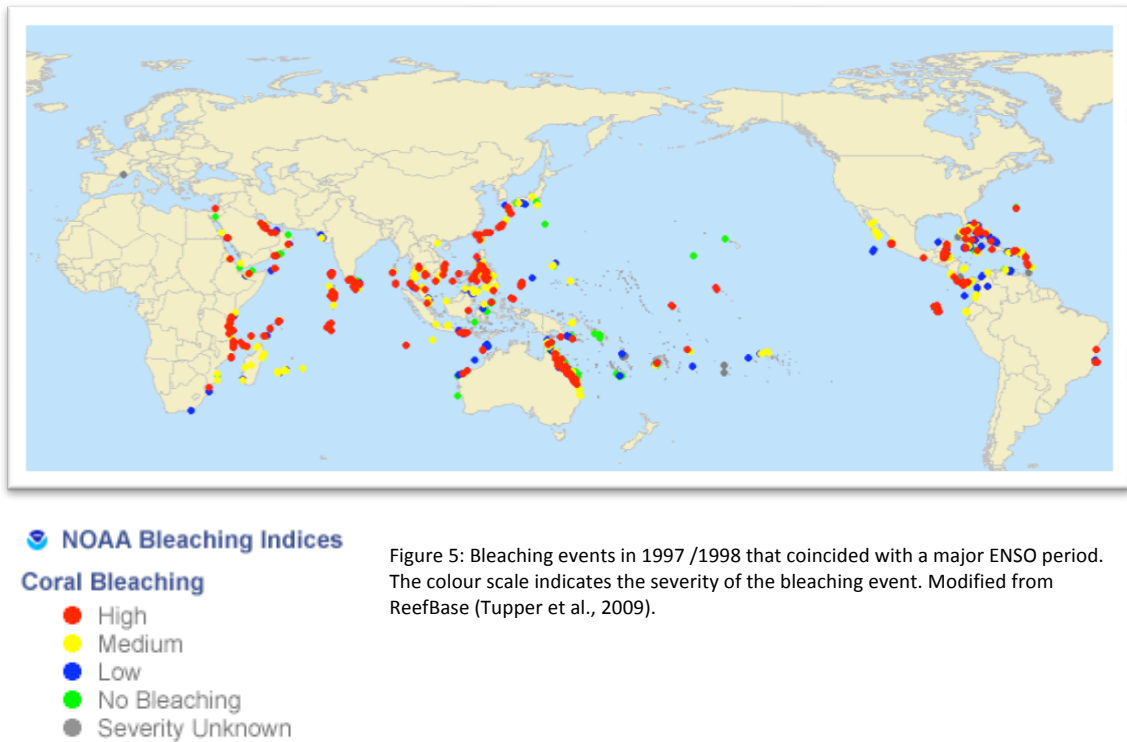 NOAA Bleaching Indices
Coral Bleaching
High
Medium
Low
No Bleaching
Severity Unknown
Figure 5: Bleaching events in 1997 /1998 that coincided with a major ENSO period.
The colour scale indicates the severity of the bleaching event. Modified from
ReefBase (Tupper et al., 2009).